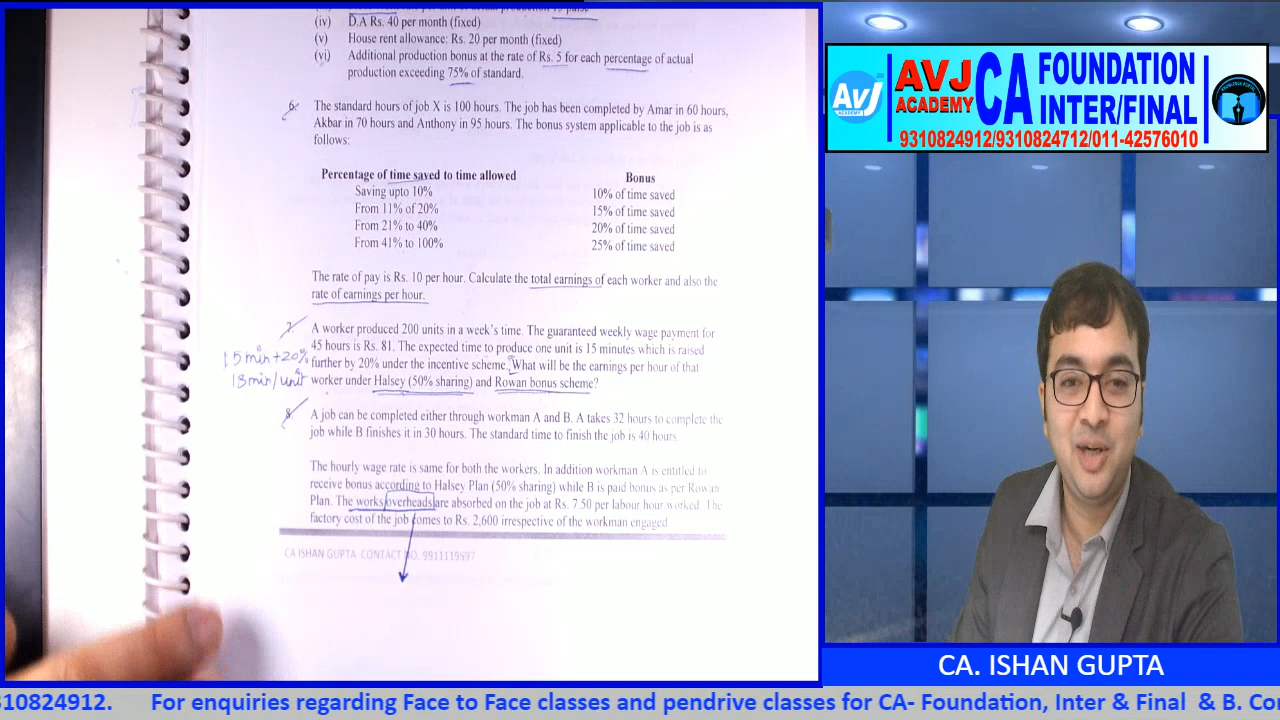 (iv) D.A Rs. 40 per month (fixed)
(v) House rent allowance: Rs. 20 per month (fixed)
(vi) Additional production bonus at the rate of Rs. 5 for each percentage of actual
production exceeding 75% of standard.
6. The standard hours of job X is 100 hours. The job has been completed by Amar in 60 hours,
Akbar in 70 hours and Anthony in 95 hours. The bonus system applicable to the job is as
follows:
Percentage of time saved to time allowed Bonus
Saving upto 10% 10% of time saved
From 11% of 20% 15% of time saved
From 21% to 40% 20% of time saved
From 41% to 100% 25% of time saved
The rate of pay is Rs. 10 per hour. Calculate the total earnings of each worker and also the
rate of earnings per hour.
7. A worker produced 200 units in a week's time. The guaranteed weekly wage payment for
45 hours is Rs. 81. The expected time to produce one unit is 15 minutes which is raised
further by 20% under the incentive scheme. What will be the earnings per hour of that
worker under Halsey (50% sharing) and Rowan bonus scheme?
15 min + 20%
18 min/unit
8. A job can be completed either through workman A and B. A takes 32 hours to complete the
job while B finishes it in 30 hours. The standard time to finish the job is 40 hours.
The hourly wage rate is same for both the workers. In addition workman A is entitled to
receive bonus according to Halsey Plan (50% sharing) while B is paid bonus as per Rowan
Plan. The works overheads are absorbed on the job at Rs. 7.50 per labour hour worked. The
factory cost of the job comes to Rs. 2,600 irrespective of the workman engaged
CA ISHAN GUPTA. CONTACT NO. 9911119597
AVJ
ACADEMY
AVJ
ACADEMY
CA
FOUNDATION
INTER/FINAL
9310824912/9310824712/011-42576010
CA. ISHAN GUPTA
310824912. For enquiries regarding Face to Face classes and pendrive classes for CA- Foundation, Inter & Final & B. Co